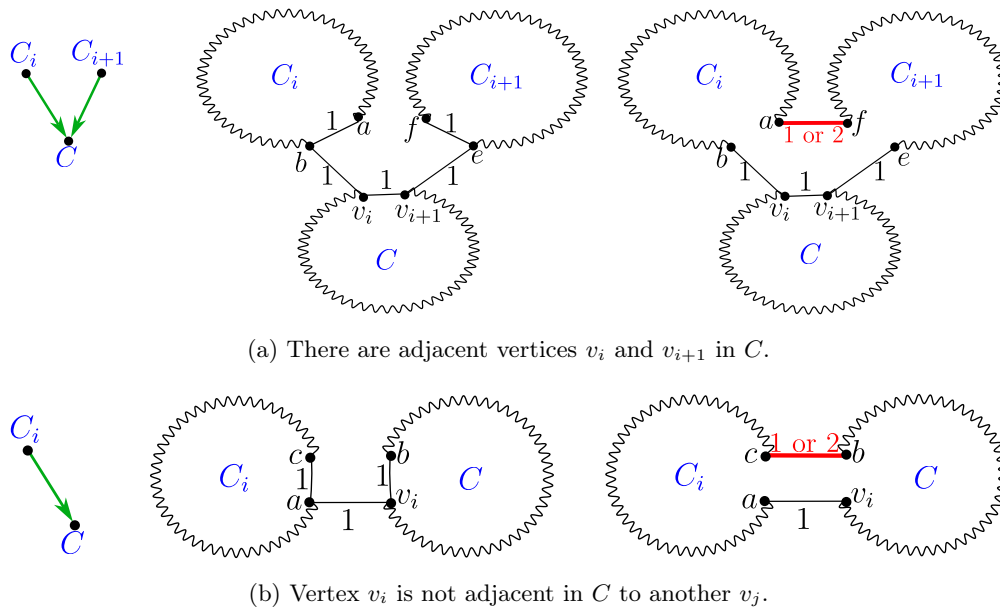 C_i C_{i+1}
C
C_i C_{i+1}
1 a f 1
b 1 1 e
1
v_i v_{i+1}
C
C_i C_{i+1}
a 1 or 2 f
b 1 1 e
1
v_i v_{i+1}
C
(a) There are adjacent vertices v_i and v_{i+1} in C.
C_i
C
c b
C_i 1 1 C
a v_i
1
c 1 or 2 b
C_i C
a v_i
1
(b) Vertex v_i is not adjacent in C to another v_j.